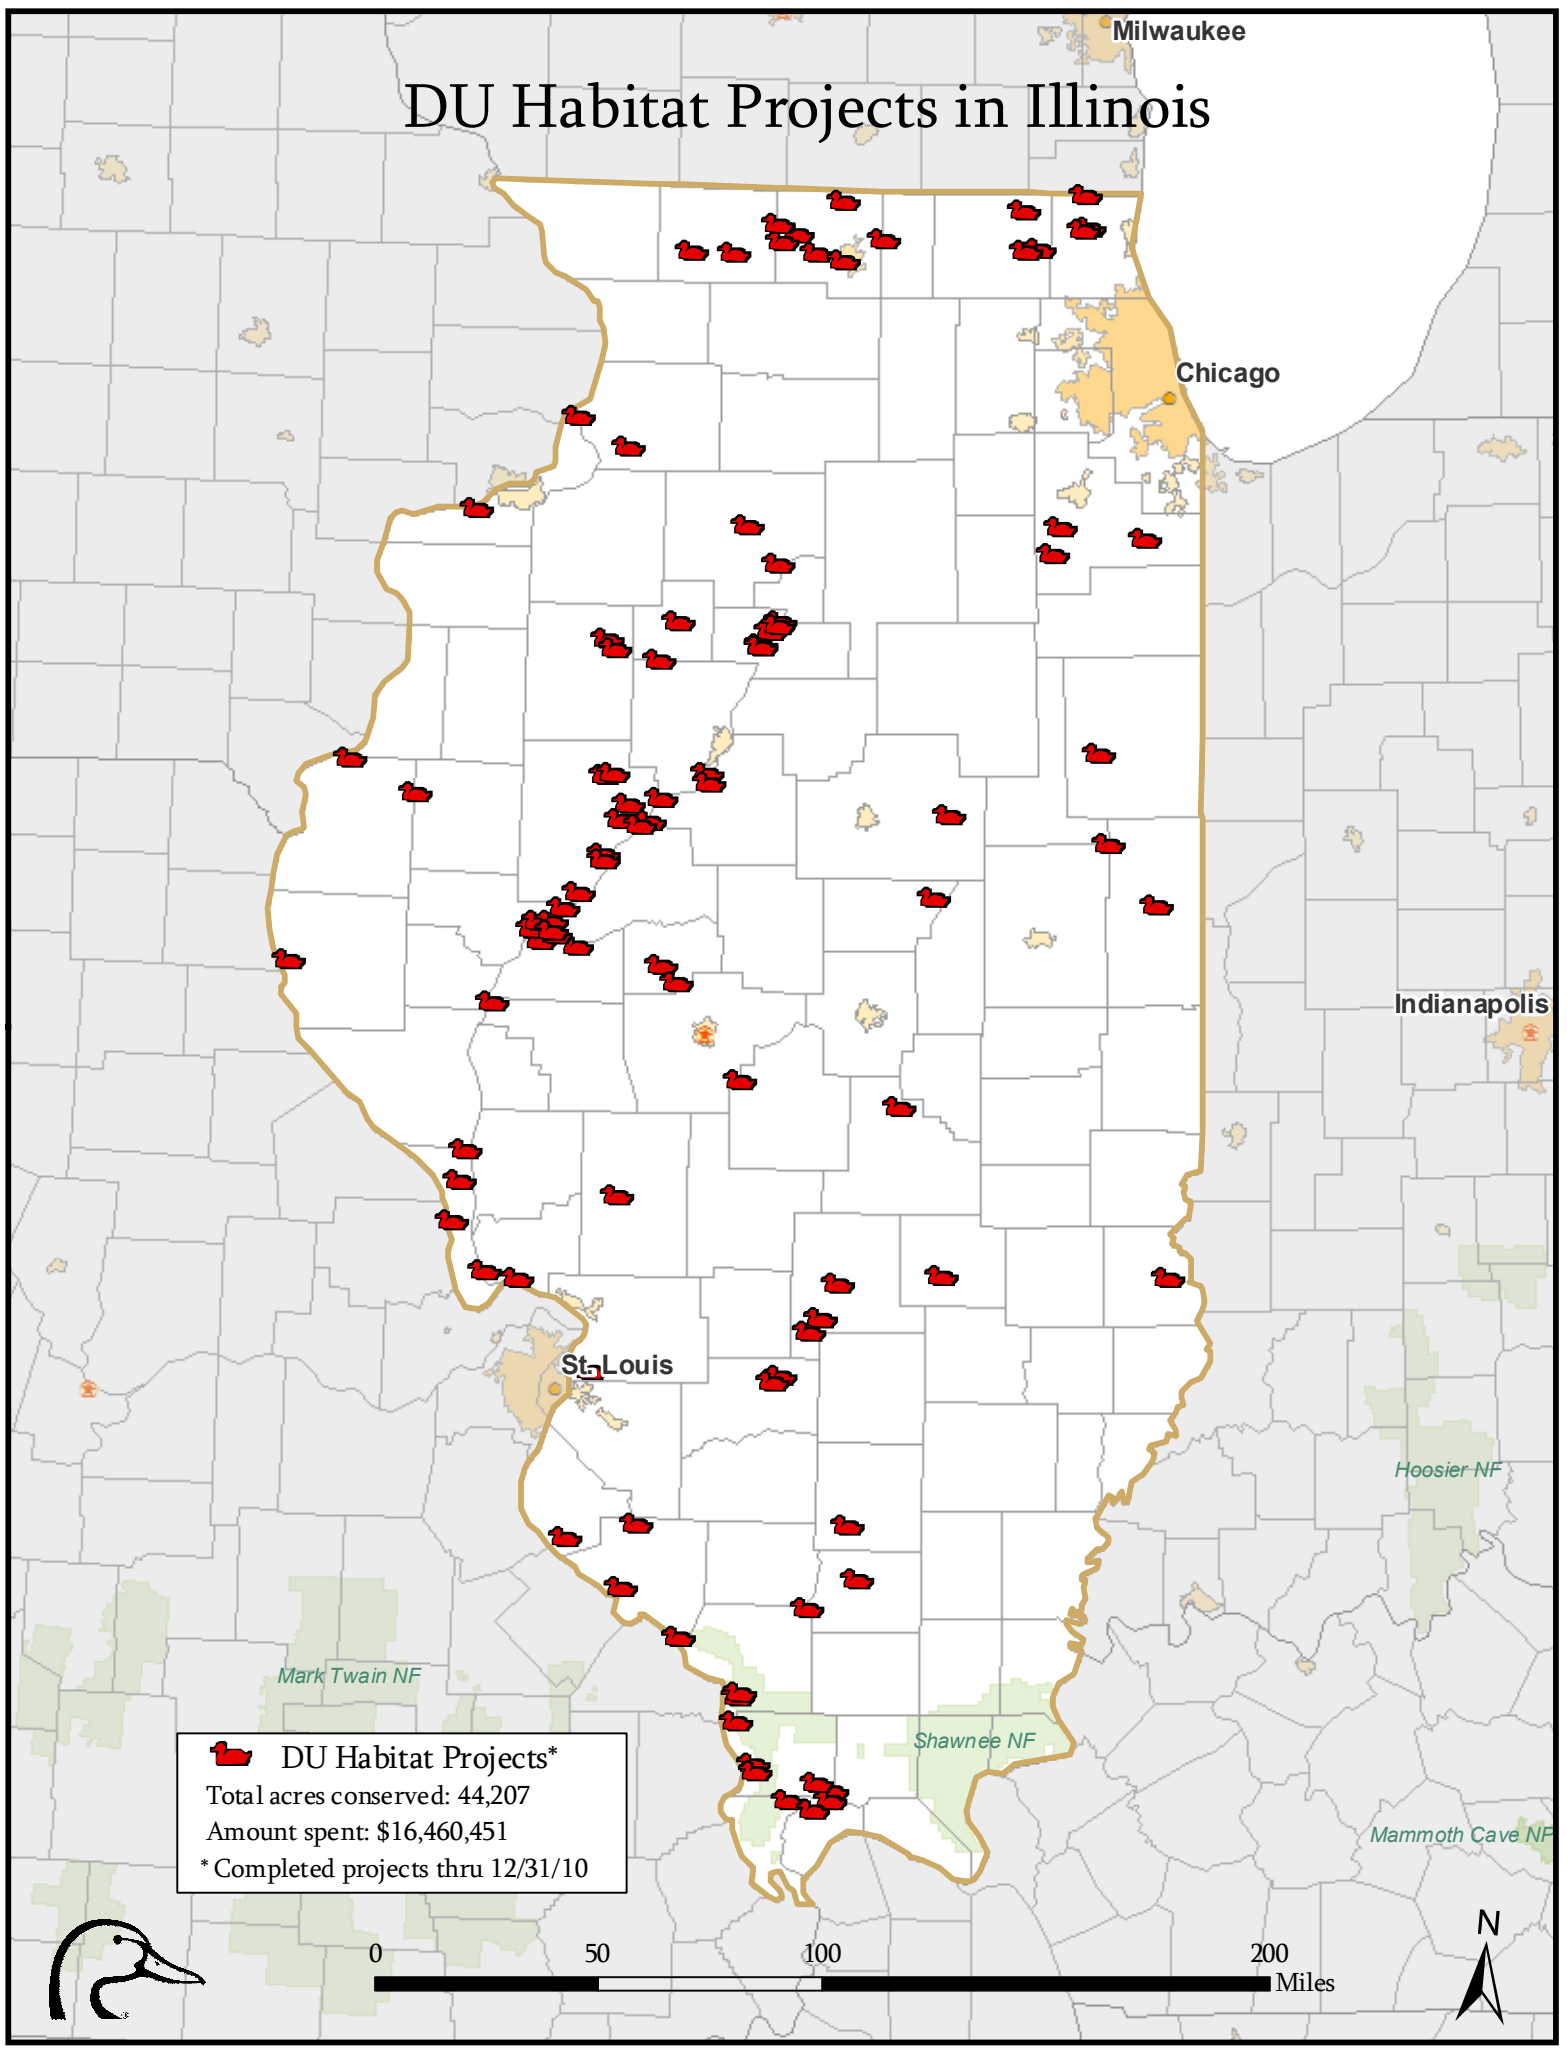 Milwaukee
DU Habitat Projects in Illinois
Chicago
Indianapolis
St. Louis
Hoosier NF
Mark Twain NF
Shawnee NF
DU Habitat Projects*
Total acres conserved: 44,207
Amount spent: $16,460,451
* Completed projects thru 12/31/10
Mammoth Cave NP
N
0 50 100 200
Miles